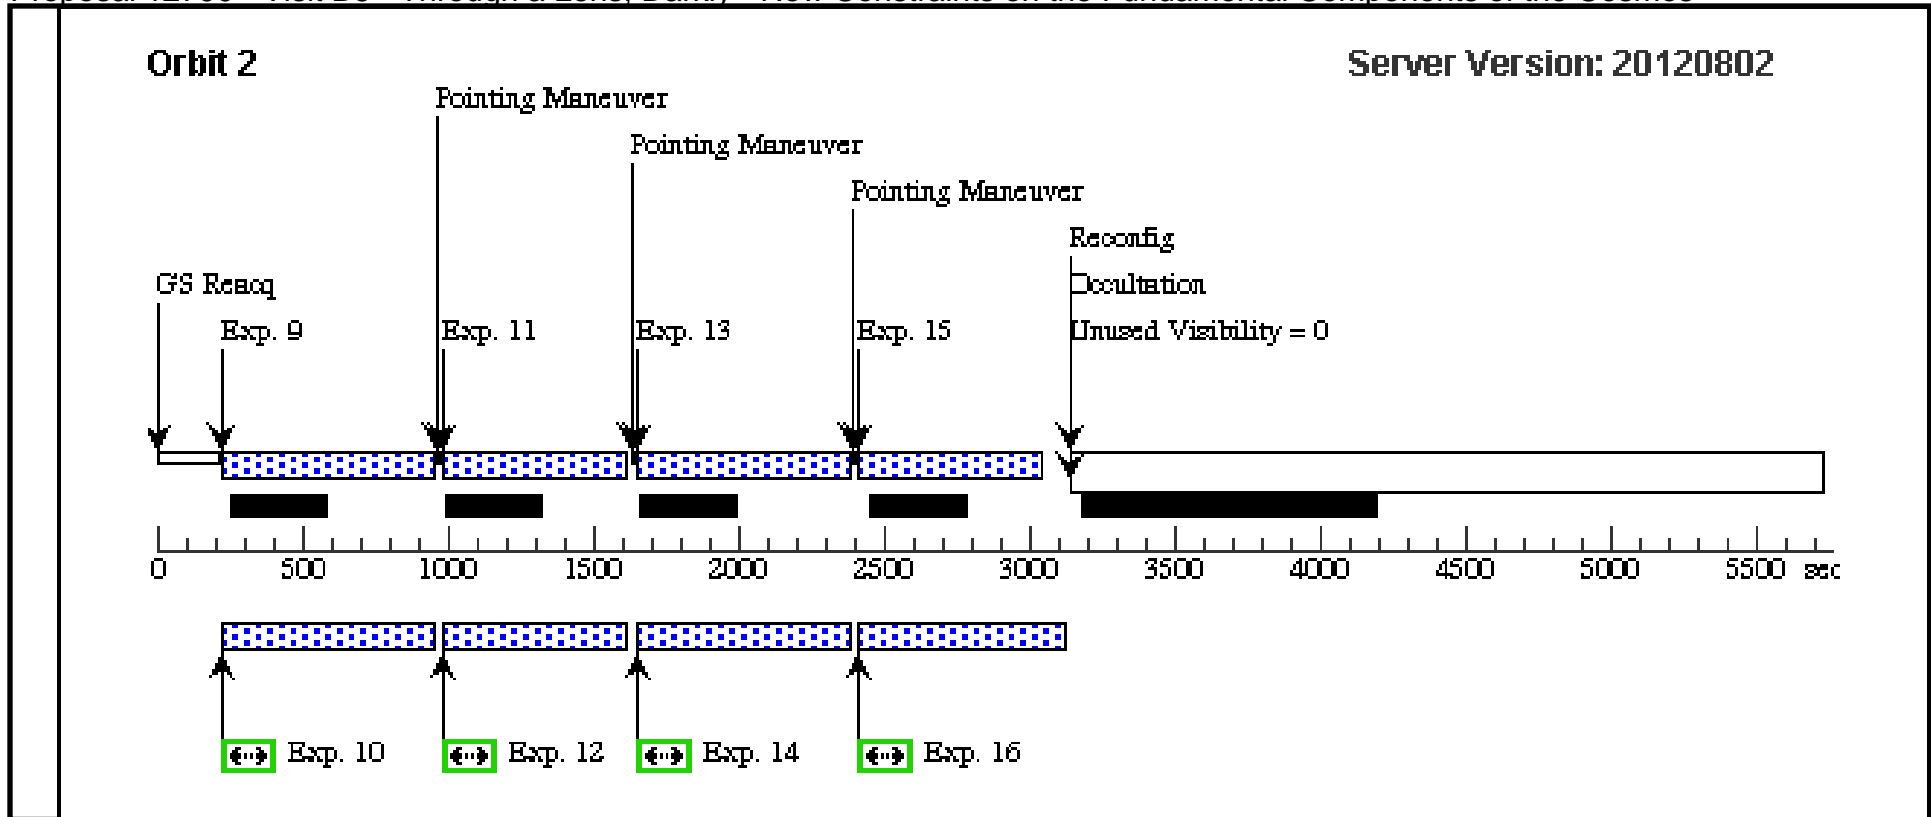 Orbit 2
Server Version: 20120802
Pointing Maneuver
Pointing Maneuver
Pointing Maneuver
Reconfig
GS Reacq
Occultation
Exp. 9
Exp. 11
Exp. 13
Exp. 15
Unused Visibility = 0
0 500 1000 1500 2000 2500 3000 3500 4000 4500 5000 5500 sec
Exp. 10
Exp. 12
Exp. 14
Exp. 16